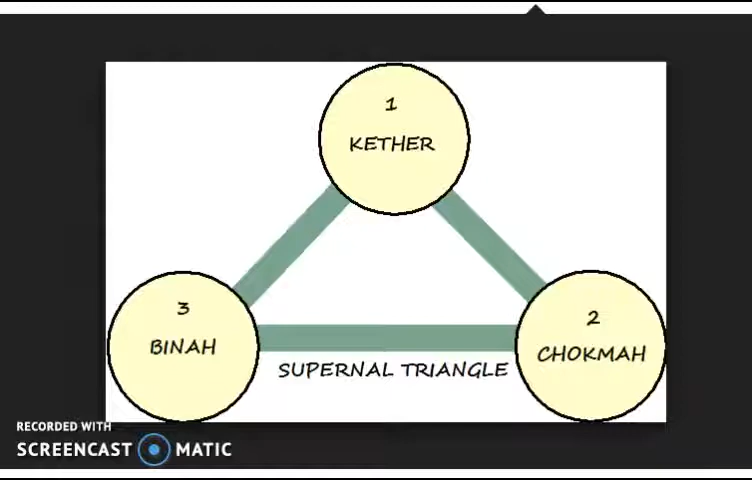 1
KETHER
3
BINAH
2
CHOKMAH
SUPERNAL TRIANGLE
RECORDED WITH
SCREENCAST MATIC